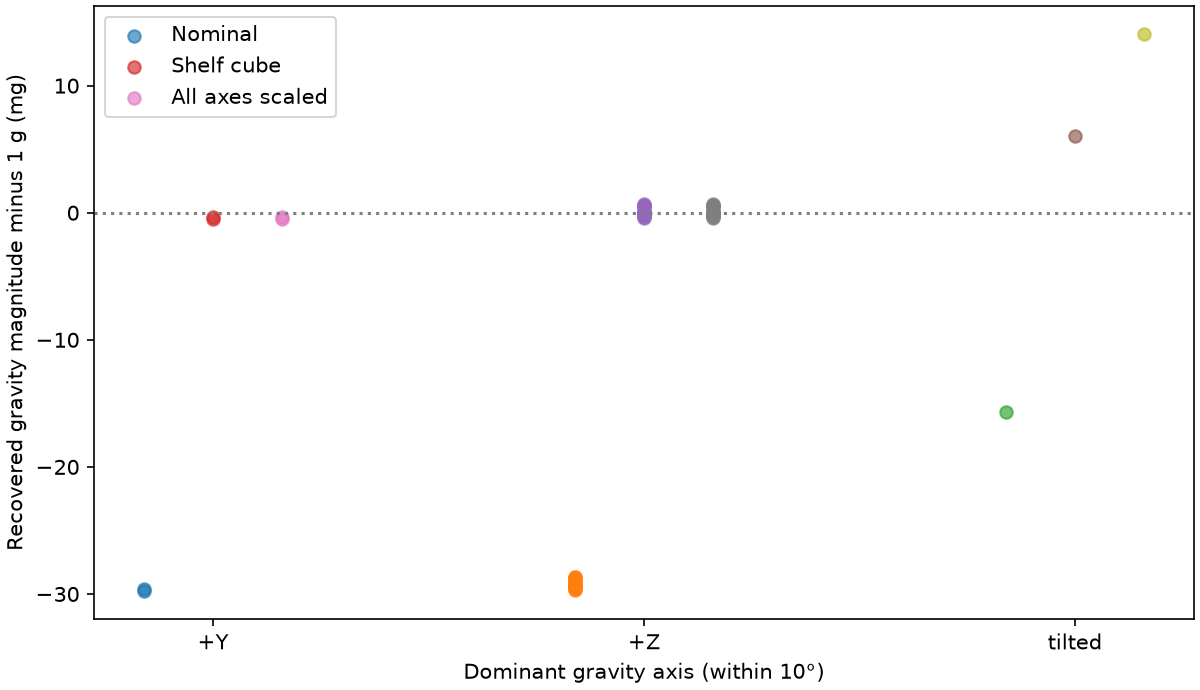 Nominal
Shelf cube
All axes scaled
Recovered gravity magnitude minus 1 g (mg)
10
0
−10
−20
−30
+Y
+Z
tilted
Dominant gravity axis (within 10°)